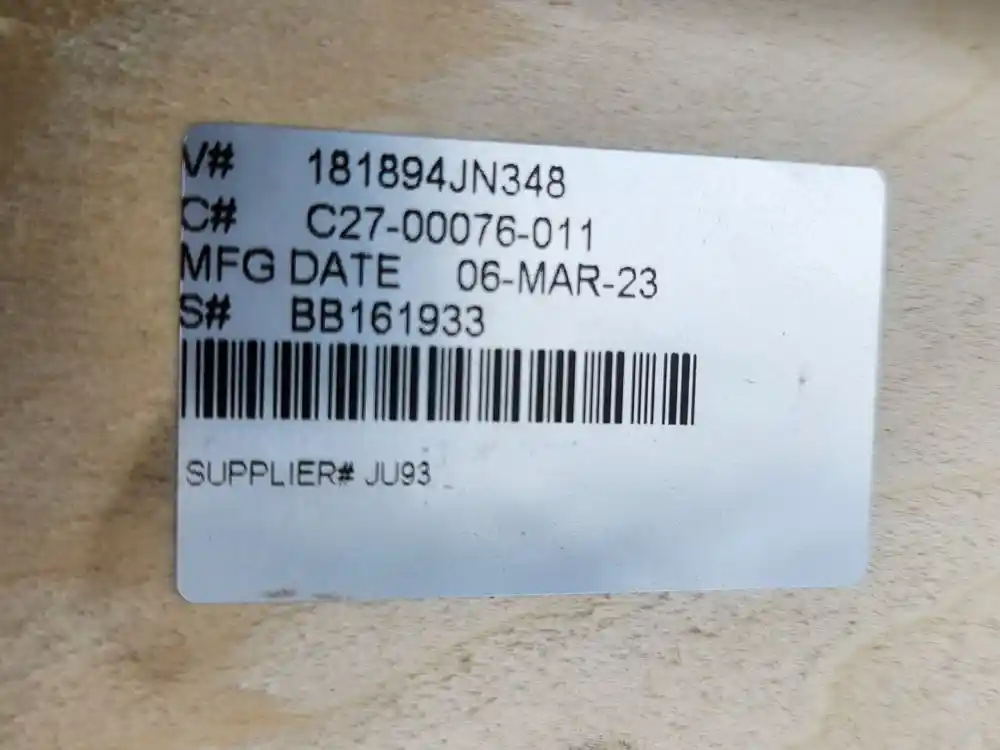 V# 181894JN348
C# C27-00076-011
MFG DATE 06-MAR-23
S# BB161933
SUPPLIER# JU93